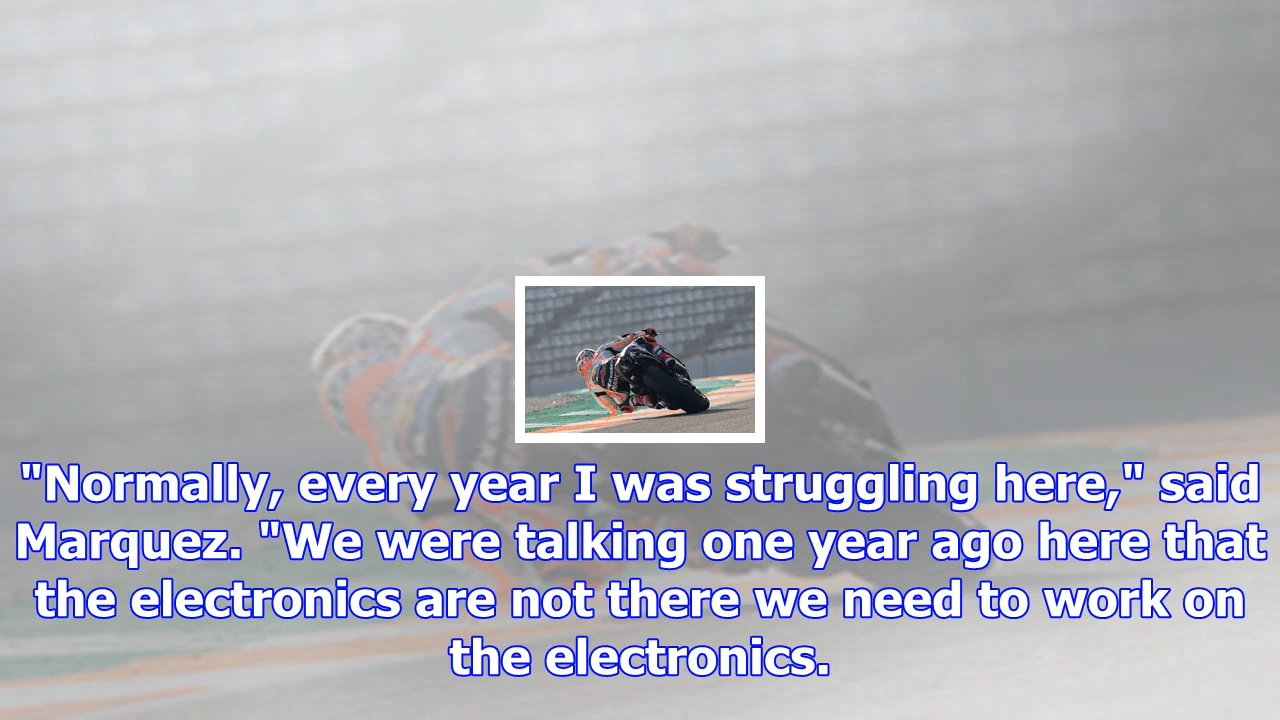 "Normally, every year I was struggling here," said
Marquez. "We were talking one year ago here that
the electronics are not there we need to work on
the electronics.